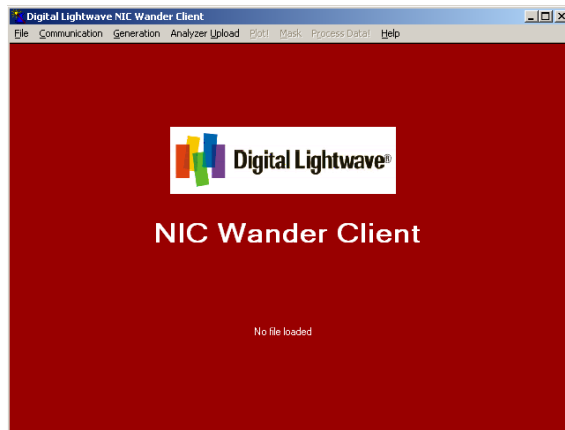 Digital Lightwave NIC Wander Client
File Communication Generation Analyzer Upload Plot! Mask Process Data! Help
Digital Lightwave®
NIC Wander Client
No file loaded